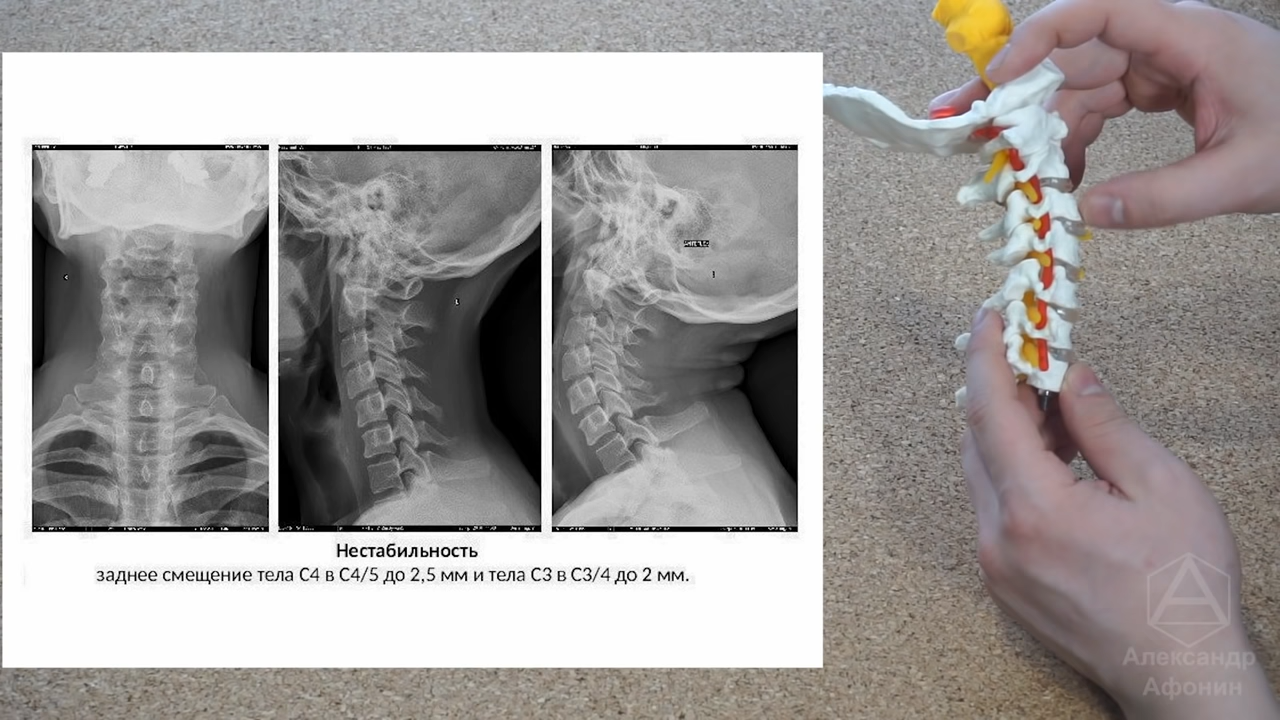 Нестабильность
заднее смещение тела С4 в С4/5 до 2,5 мм и тела С3 в С3/4 до 2 мм.
Александр
Афонин